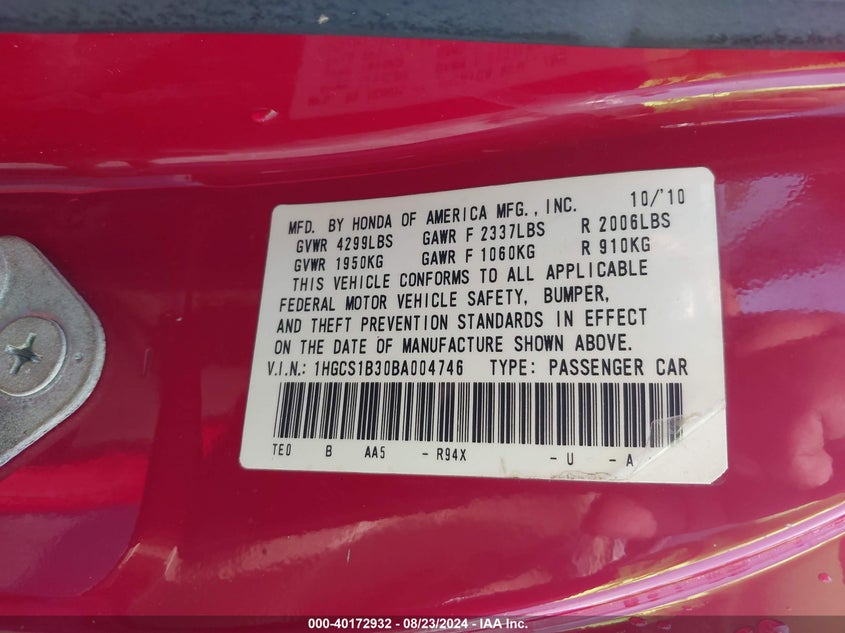 MFD. BY HONDA OF AMERICA MFG., INC. 10/'10
GVWR 4299LBS GAWR F 2337LBS R 2006LBS
GVWR 1950KG GAWR F 1060KG R 910KG
THIS VEHICLE CONFORMS TO ALL APPLICABLE
FEDERAL MOTOR VEHICLE SAFETY, BUMPER,
AND THEFT PREVENTION STANDARDS IN EFFECT
ON THE DATE OF MANUFACTURE SHOWN ABOVE.
V.I.N.: 1HGCS1B30BA004746 TYPE: PASSENGER CAR
TE0 B AA5 - R94X - U - A
000-40172932 - 08/23/2024 - IAA Inc.